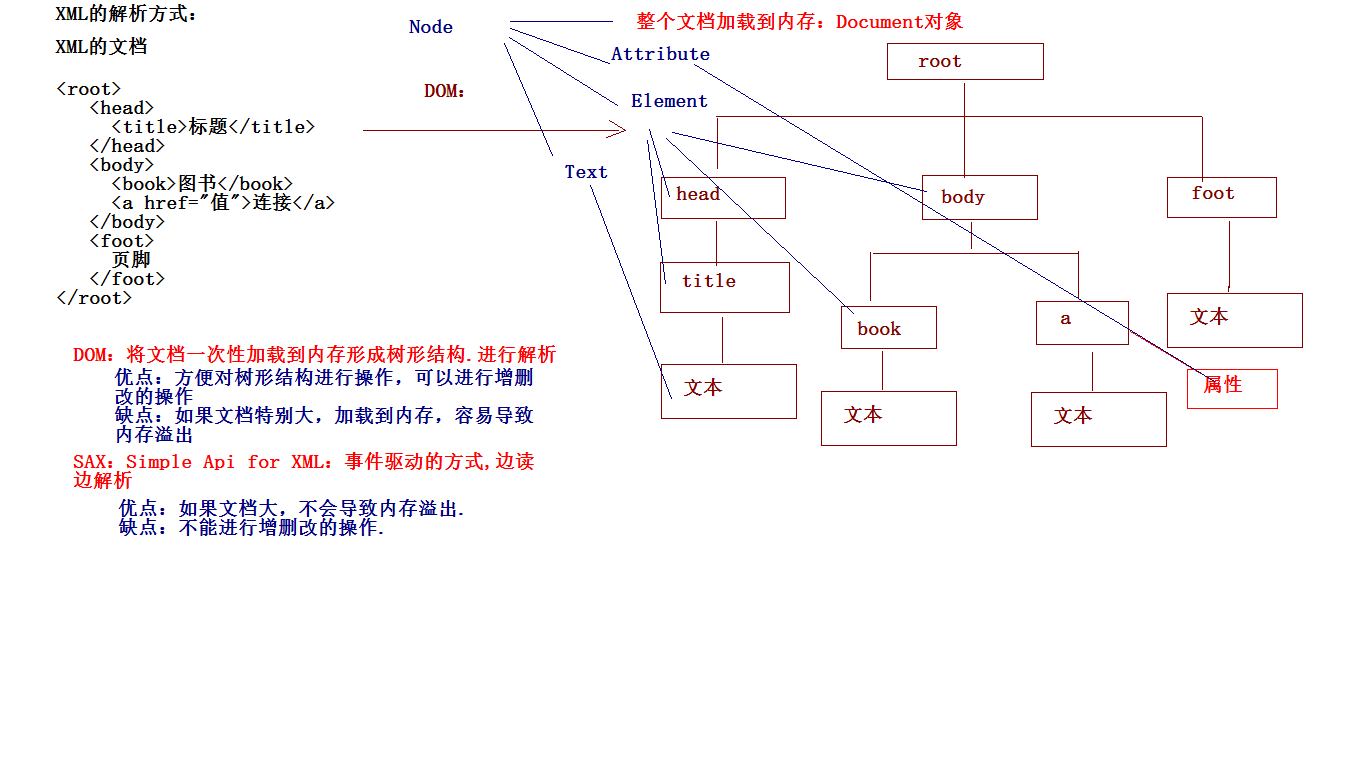 XML的解析方式:
XML的文档
<root>
<head>
<title>标题</title>
</head>
<body>
<book>图书</book>
<a href="值">连接</a>
</body>
<foot>
页脚
</foot>
</root>
Node
DOM:
整个文档加载到内存：Document对象
Attribute
Element
Text
root
head
body
foot
title
book
a
文本
文本
文本
文本
属性
DOM：将文档一次性加载到内存形成树形结构.进行解析
优点：方便对树形结构进行操作，可以进行增删
改的操作
缺点：如果文档特别大，加载到内存，容易导致
内存溢出
SAX：Simple Api for XML：事件驱动的方式,边读
边解析
优点：如果文档大，不会导致内存溢出.
缺点：不能进行增删改的操作.